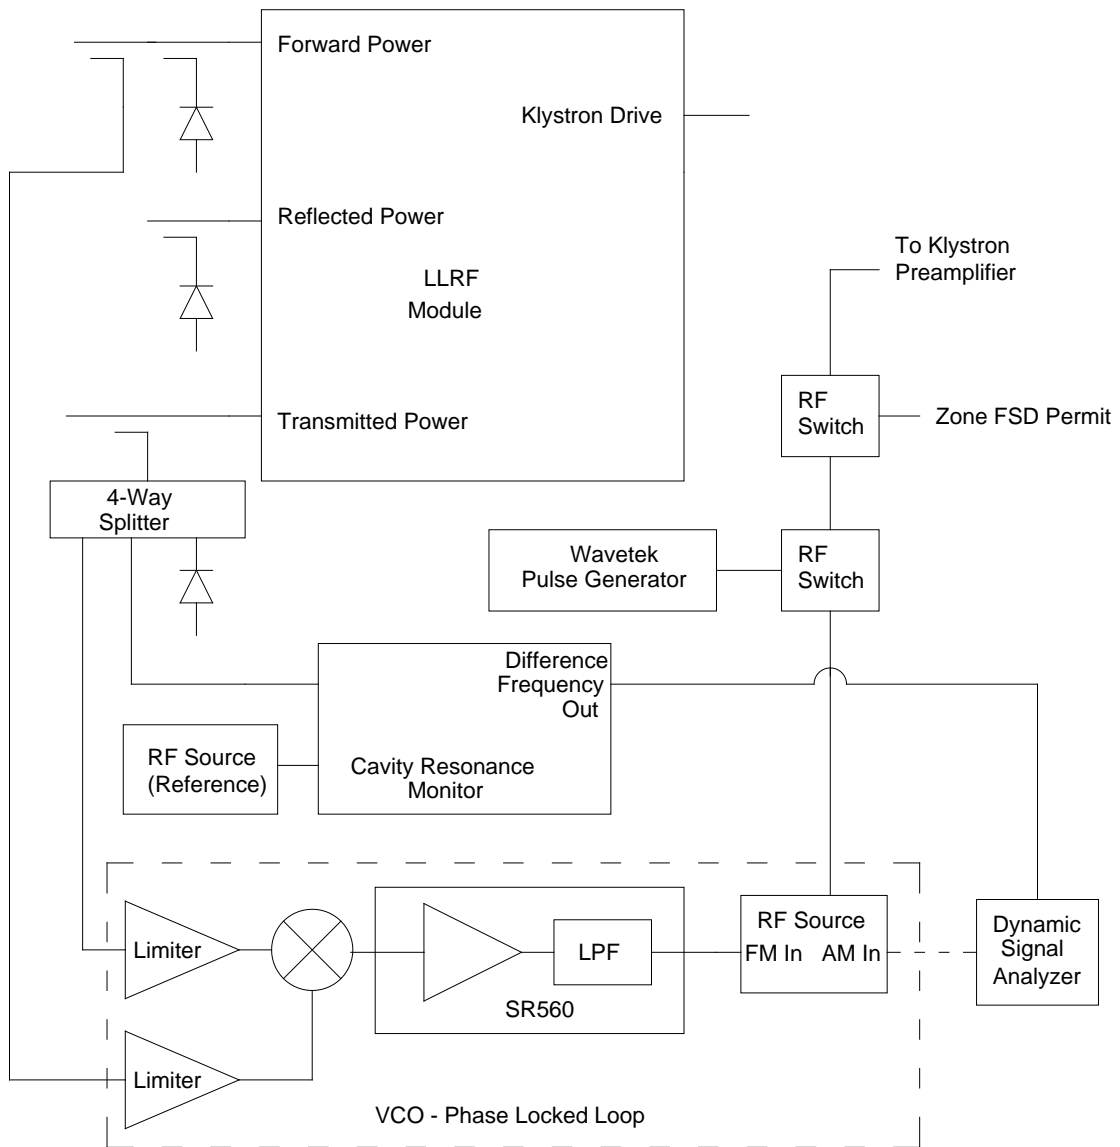 Forward Power
Klystron Drive
Reflected Power
LLRF
Module
To Klystron
Preamplifier
Transmitted Power
RF
Switch
Zone FSD Permit
4-Way
Splitter
Wavetek
Pulse Generator
RF
Switch
Difference
Frequency
Out
RF Source
(Reference)
Cavity Resonance
Monitor
Limiter
LPF
SR560
RF Source
FM In AM In
Dynamic
Signal
Analyzer
Limiter
VCO - Phase Locked Loop